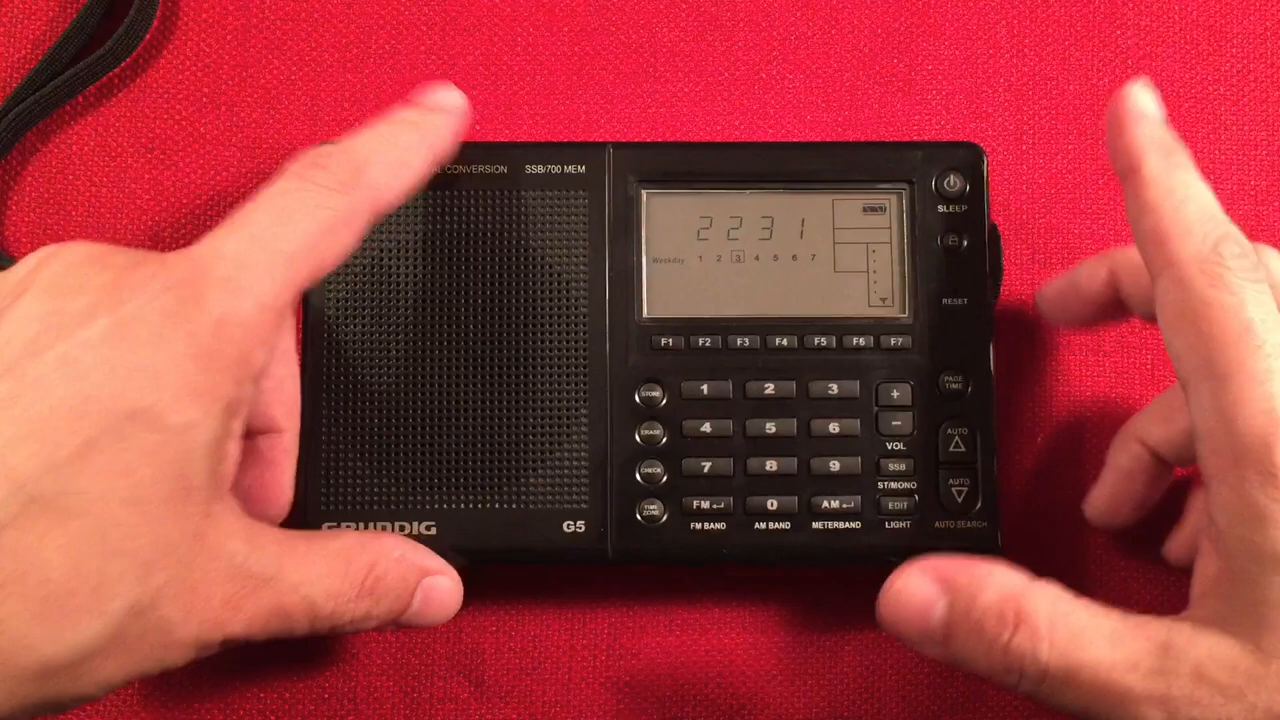 CONVERSION SSB/700 MEM
2231
Weekday 1 2 3 4 5 6 7
SLEEP
RESET
F1 F2 F3 F4 F5 F6 F7
STORE 1 2 3 +
PAGE
TIME
ERASE 4 5 6 -
VOL
AUTO
CHECK 7 8 9 SSB
ST/MONO
AUTO
TIME
ZONE
FM 0 AM EDIT
FM BAND AM BAND METERBAND LIGHT AUTO SEARCH
GRUNDIG G5